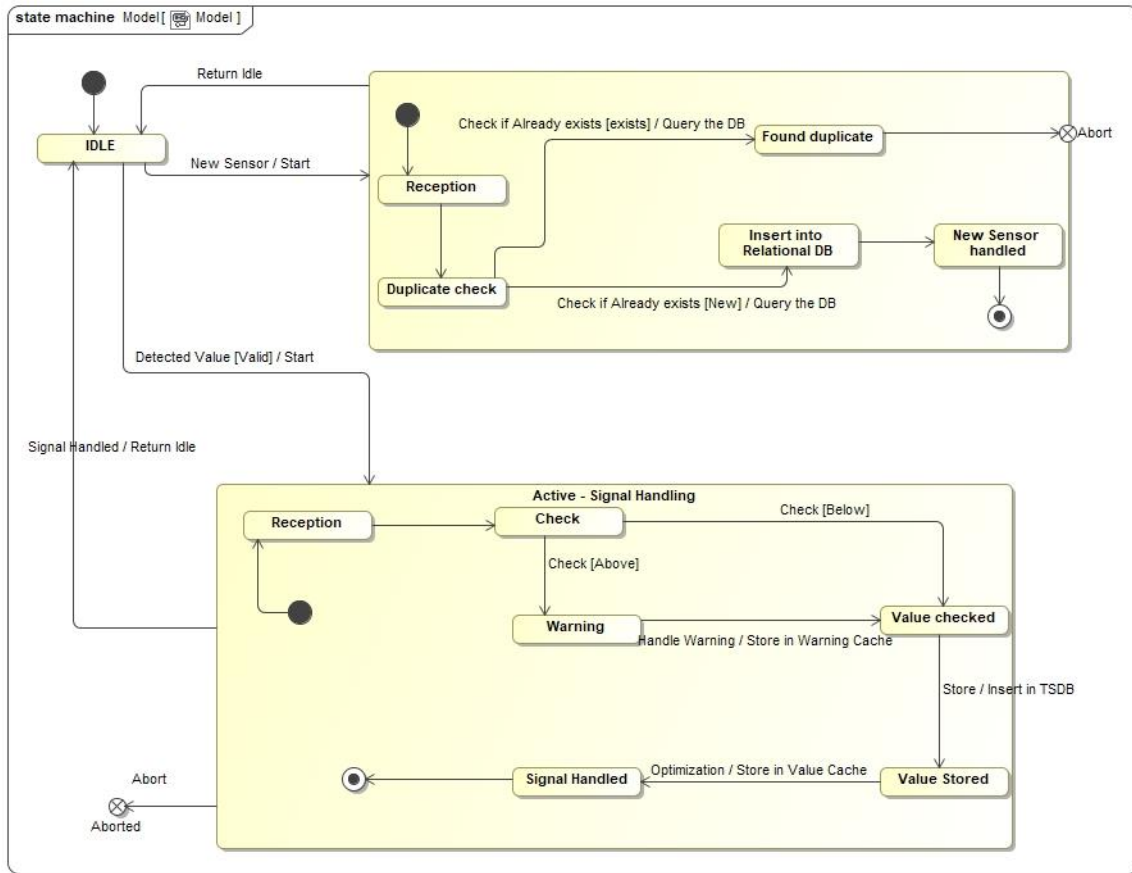 state machine Model[ Model ]
Return Idle
IDLE
New Sensor / Start
Check if Already exists [exists] / Query the DB
Found duplicate
Abort
Reception
Insert into
Relational DB
New Sensor
handled
Duplicate check
Check if Already exists [New] / Query the DB
Detected Value [Valid] / Start
Signal Handled / Return Idle
Active - Signal Handling
Reception
Check
Check [Below]
Check [Above]
Warning
Value checked
Handle Warning / Store in Warning Cache
Store / Insert in TSDB
Signal Handled
Optimization / Store in Value Cache
Value Stored
Abort
Aborted